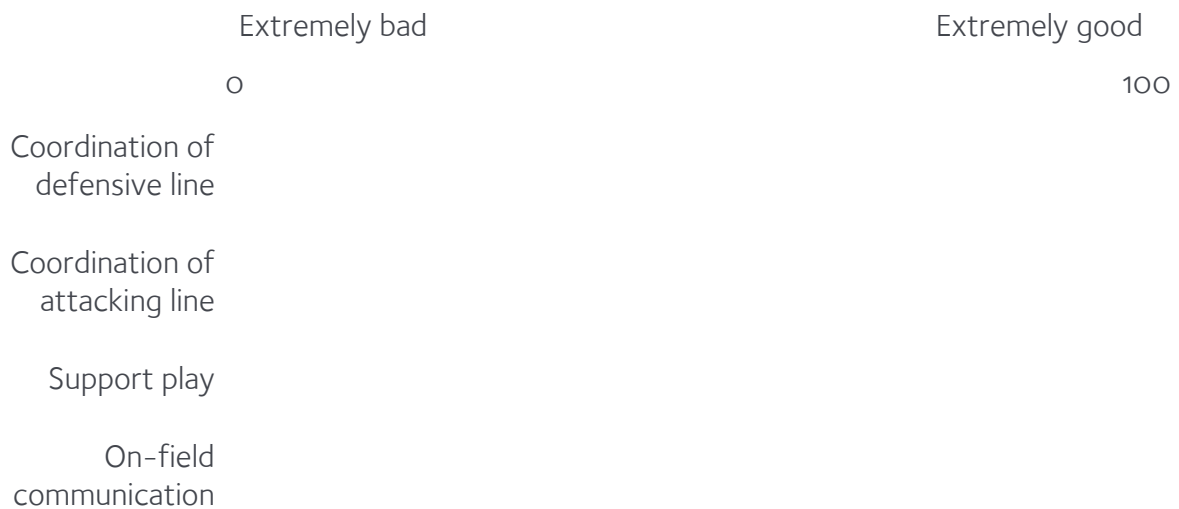 Extremely bad Extremely good
0 100
Coordination of
defensive line
Coordination of
attacking line
Support play
On-field
communication